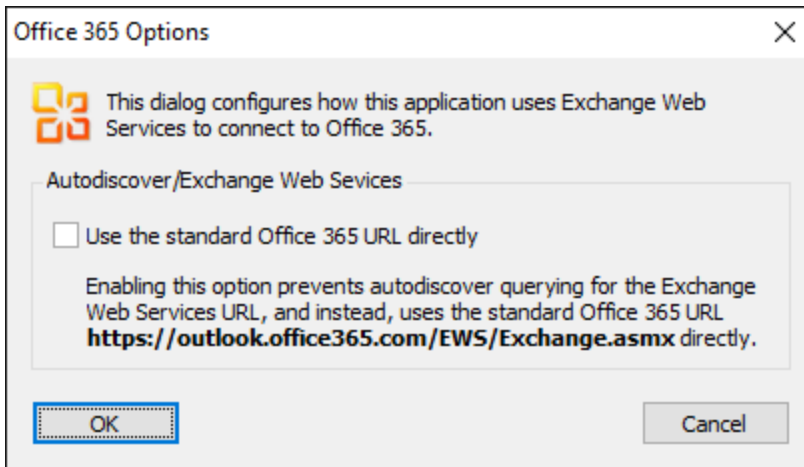 Office 365 Options
This dialog configures how this application uses Exchange Web
Services to connect to Office 365.
Autodiscover/Exchange Web Sevices
Use the standard Office 365 URL directly
Enabling this option prevents autodiscover querying for the Exchange
Web Services URL, and instead, uses the standard Office 365 URL
https://outlook.office365.com/EWS/Exchange.asmx directly.
OK
Cancel